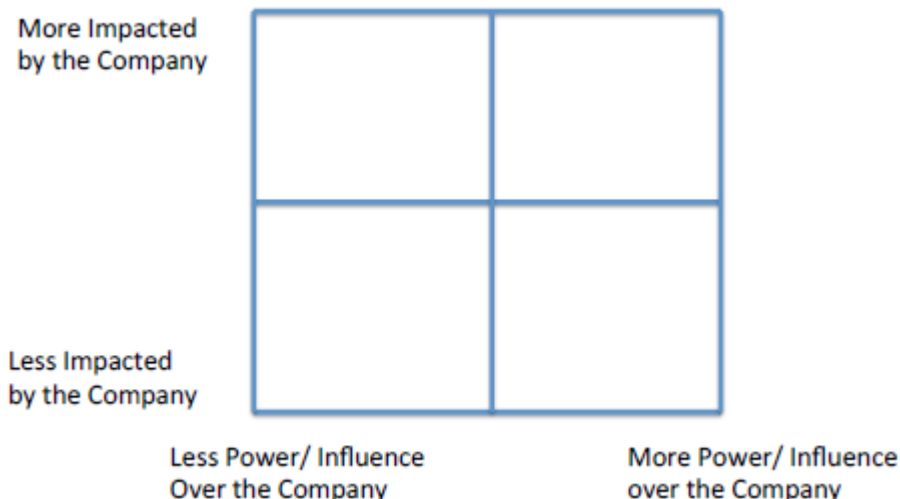 More Impacted
by the Company
Less Impacted
by the Company
Less Power/ Influence
Over the Company
More Power/ Influence
over the Company